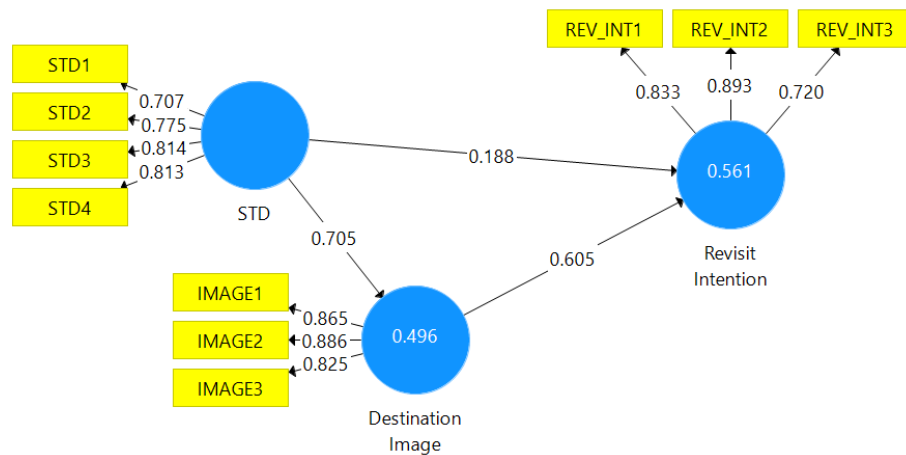 REV_INT1
REV_INT2
REV_INT3
STD1
STD2
STD3
STD4
0.707
0.775
0.814
0.813
0.833
0.893
0.720
0.188
0.561
STD
Revisit
Intention
0.705
0.605
IMAGE1
IMAGE2
IMAGE3
0.865
0.886
0.825
0.496
Destination
Image